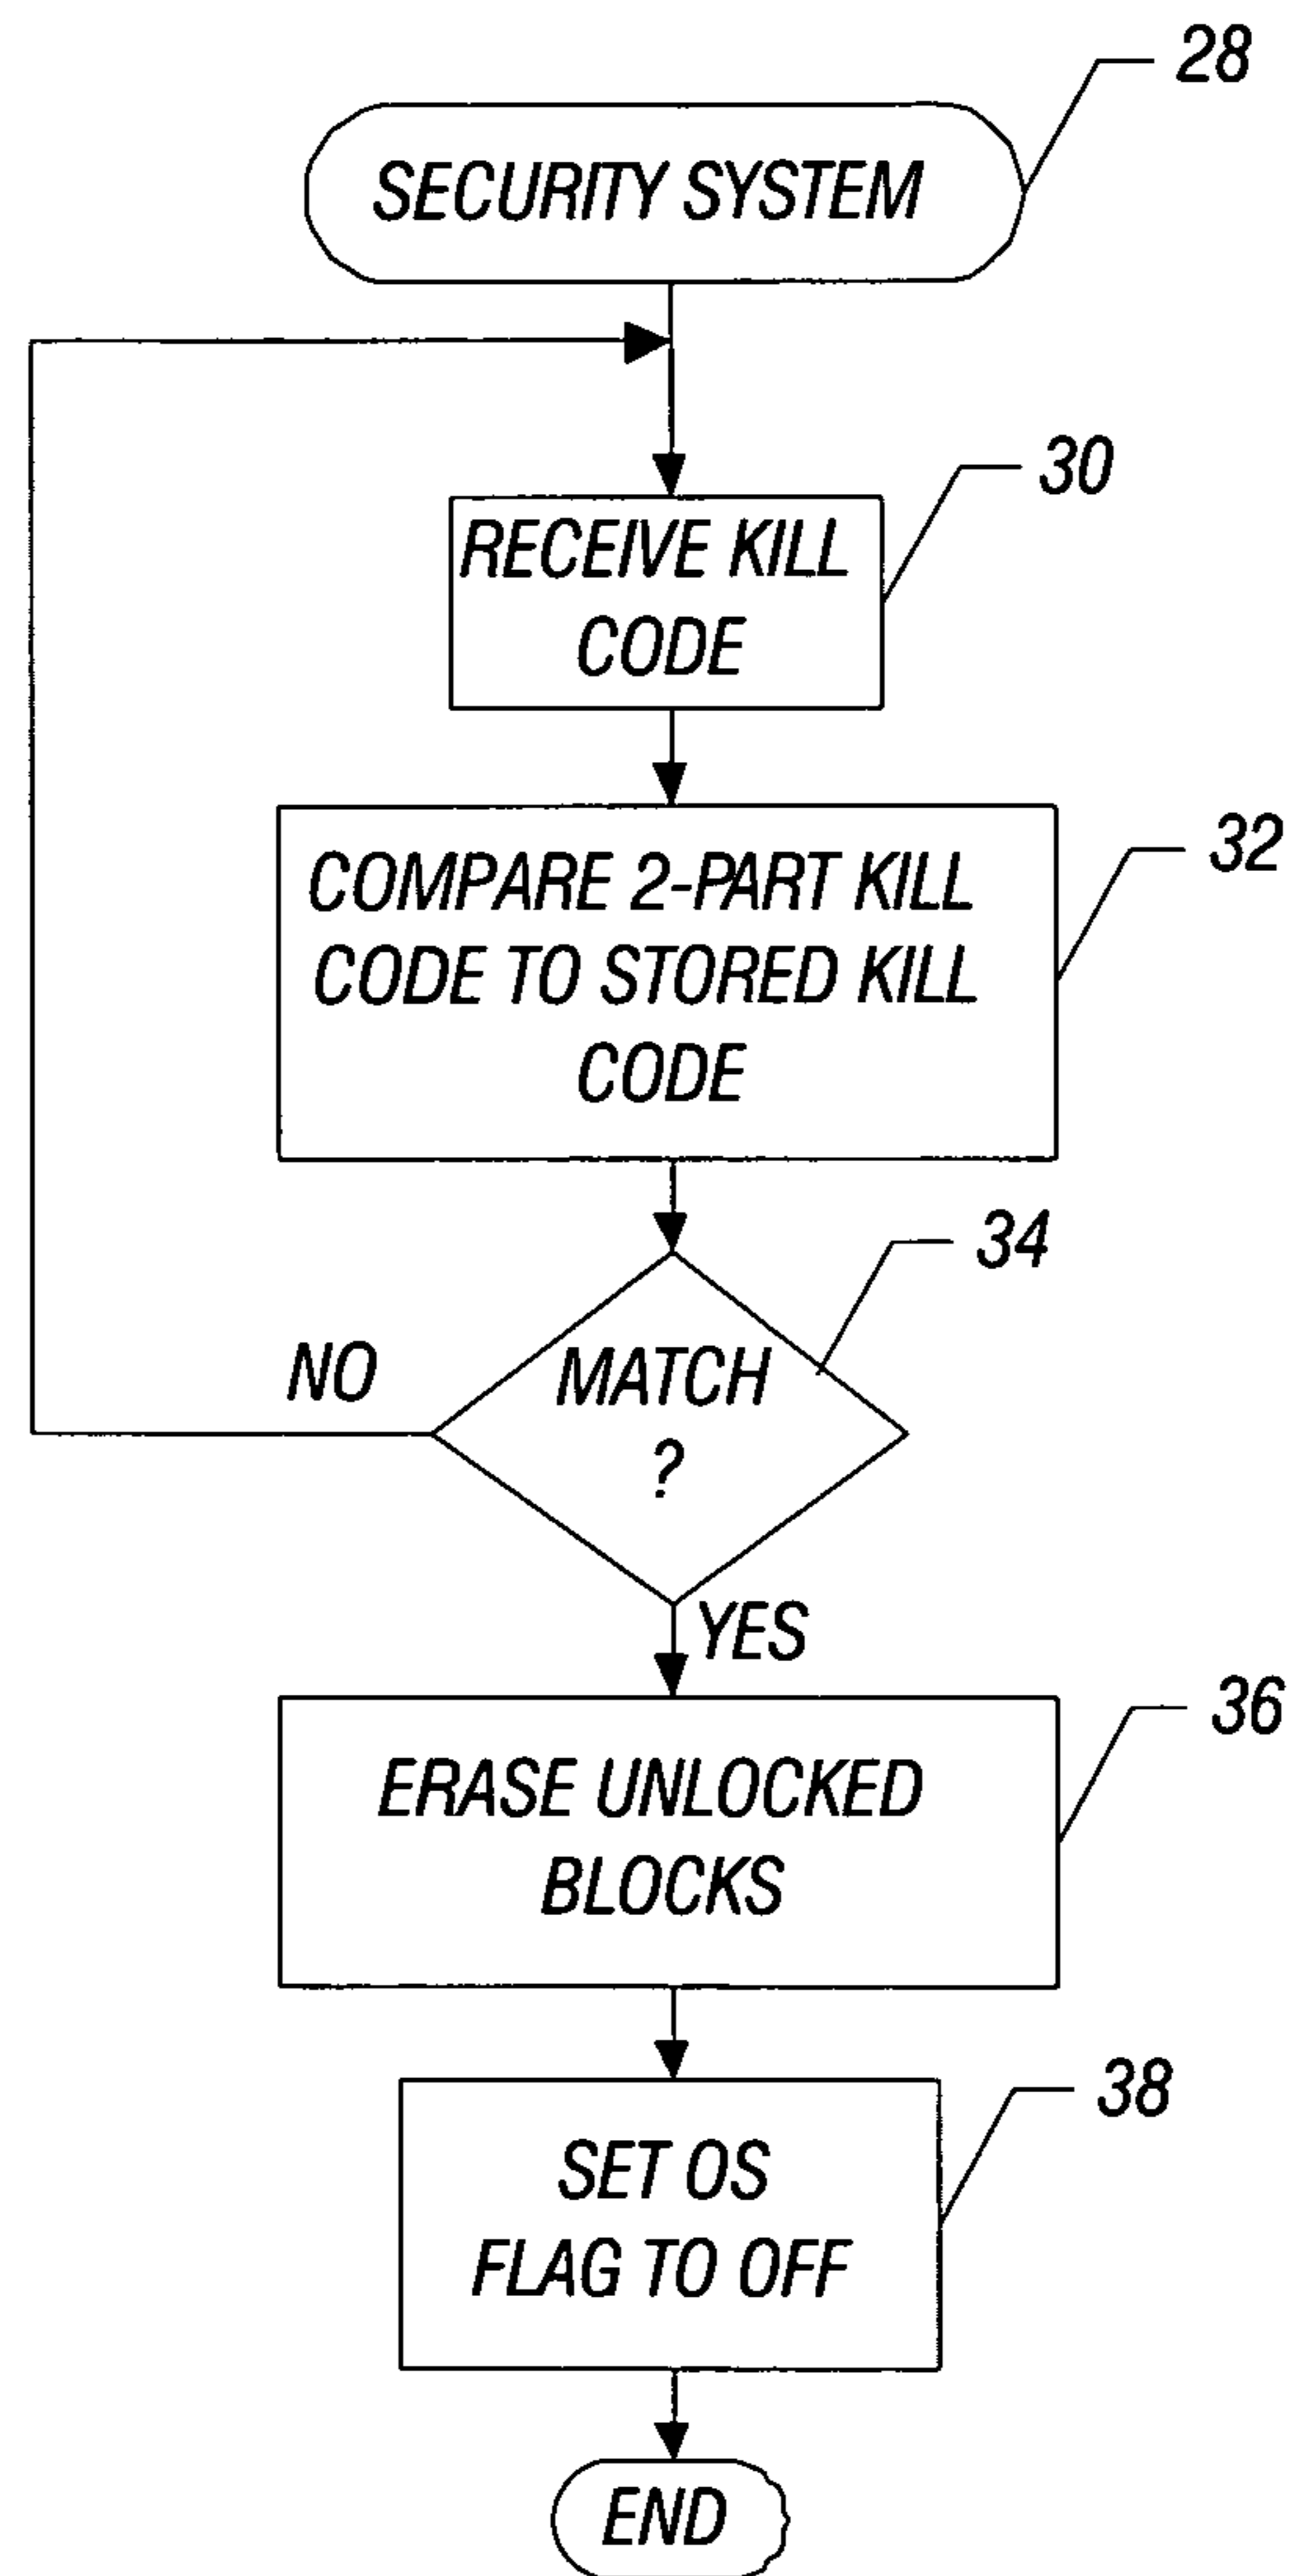 28
SECURITY SYSTEM
30
RECEIVE KILL
CODE
32
COMPARE 2-PART KILL
CODE TO STORED KILL
CODE
34
NO
MATCH
?
YES
36
ERASE UNLOCKED
BLOCKS
38
SET OS
FLAG TO OFF
END